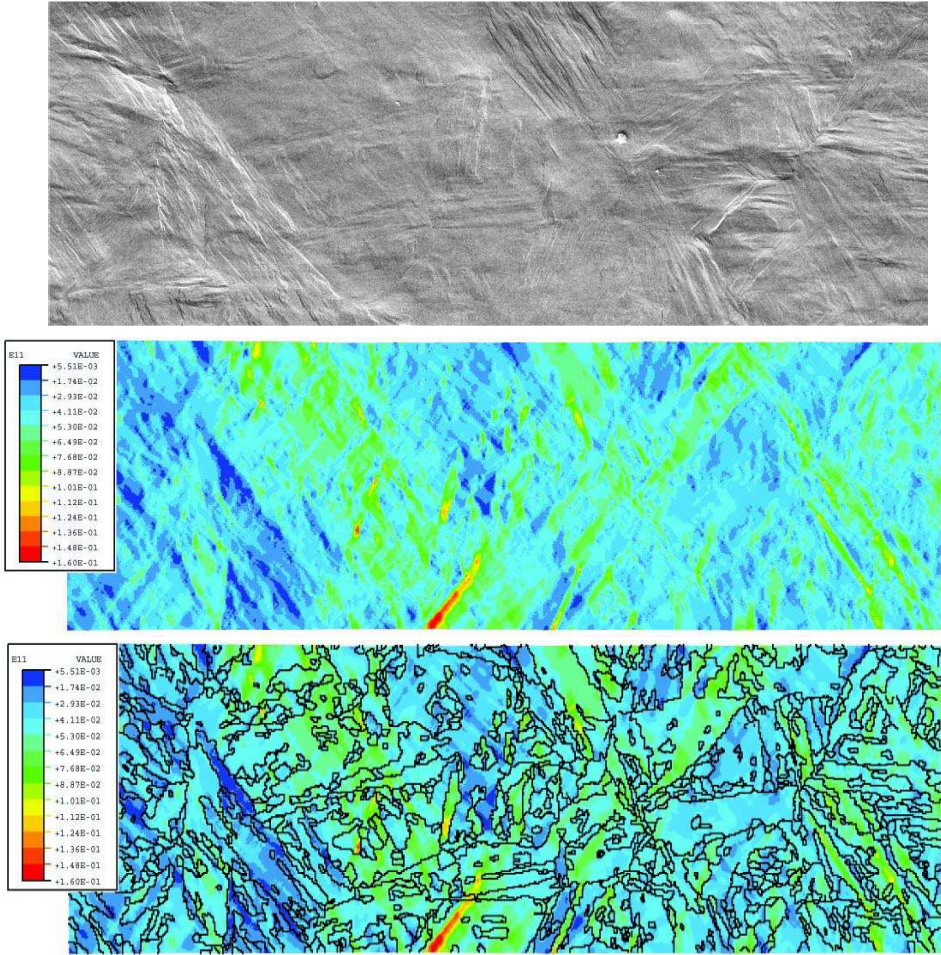 E11 VALUE
+5.51E-03
+1.74E-02
+2.93E-02
+4.11E-02
+5.30E-02
+6.49E-02
+7.68E-02
+8.87E-02
+1.01E-01
+1.12E-01
+1.24E-01
+1.36E-01
+1.48E-01
+1.60E-01
E11 VALUE
+5.51E-03
+1.74E-02
+2.93E-02
+4.11E-02
+5.30E-02
+6.49E-02
+7.68E-02
+8.87E-02
+1.01E-01
+1.12E-01
+1.24E-01
+1.36E-01
+1.48E-01
+1.60E-01